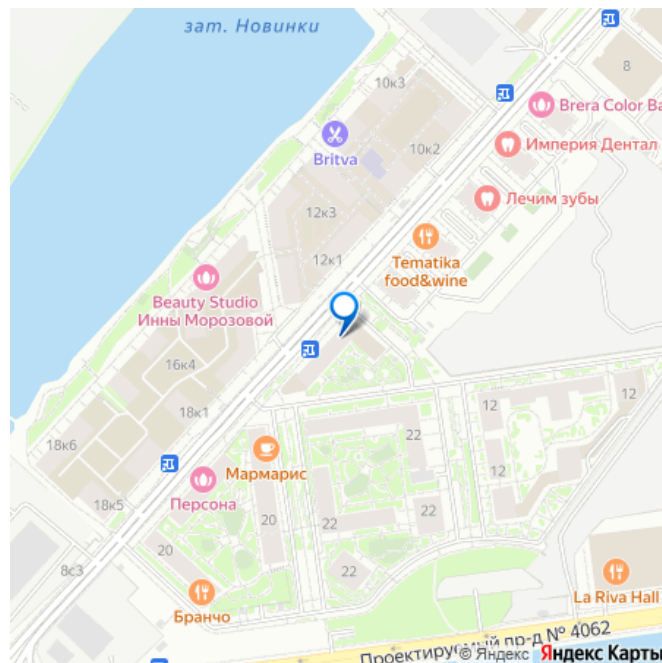 зат. Новинки
8
10к3
Brera Color Ba
Britva
10к2
Империя Дентал
Лечим зубы
12к3
12к1
Tematika
food&wine
Beauty Studio
Инны Морозовой
16к4
18к1
12
12
18к6
22
Мармарис
12
18к5
Персона
20
22
22
20
22
8с3
Бранчо
La Riva Hall
Проектируемый пр-д № 4062
© Яндекс Яндекс Карты